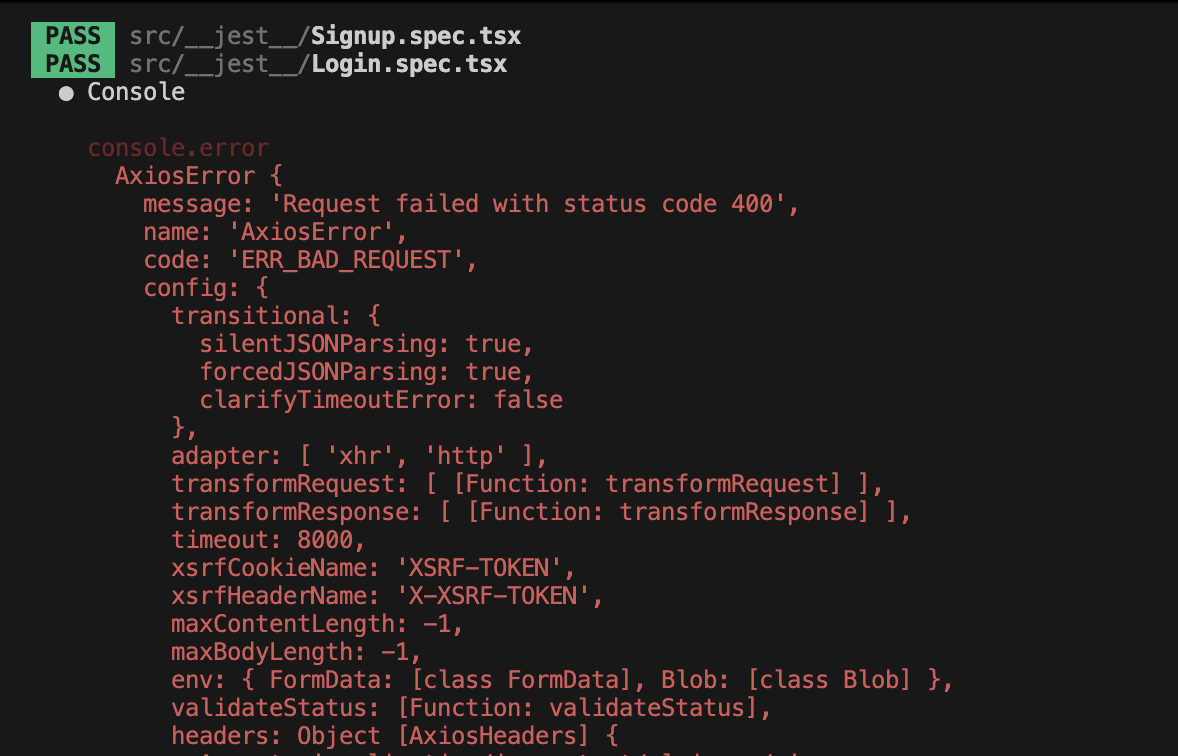 PASS src/__jest__/Signup.spec.tsx
PASS src/__jest__/Login.spec.tsx
● Console
console.error
AxiosError {
message: 'Request failed with status code 400',
name: 'AxiosError',
code: 'ERR_BAD_REQUEST',
config: {
transitional: {
silentJSONParsing: true,
forcedJSONParsing: true,
clarifyTimeoutError: false
},
adapter: [ 'xhr', 'http' ],
transformRequest: [ [Function: transformRequest] ],
transformResponse: [ [Function: transformResponse] ],
timeout: 8000,
xsrfCookieName: 'XSRF-TOKEN',
xsrfHeaderName: 'X-XSRF-TOKEN',
maxContentLength: -1,
maxBodyLength: -1,
env: { FormData: [class FormData], Blob: [class Blob] },
validateStatus: [Function: validateStatus],
headers: Object [AxiosHeaders] {